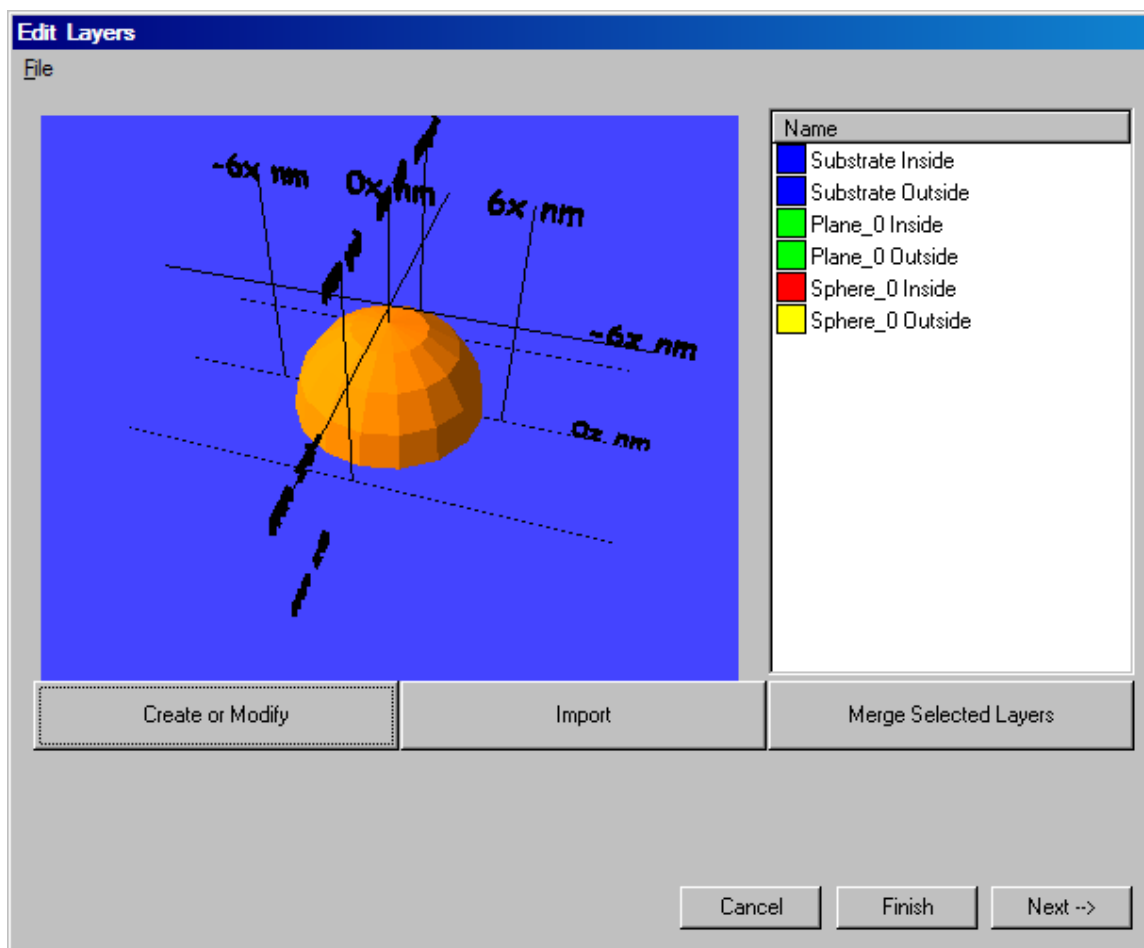 Edit Layers
File
-6x nm
0x nm
6x nm
-6z nm
0z nm
Name
Substrate Inside
Substrate Outside
Plane_0 Inside
Plane_0 Outside
Sphere_0 Inside
Sphere_0 Outside
Create or Modify
Import
Merge Selected Layers
Cancel
Finish
Next -->